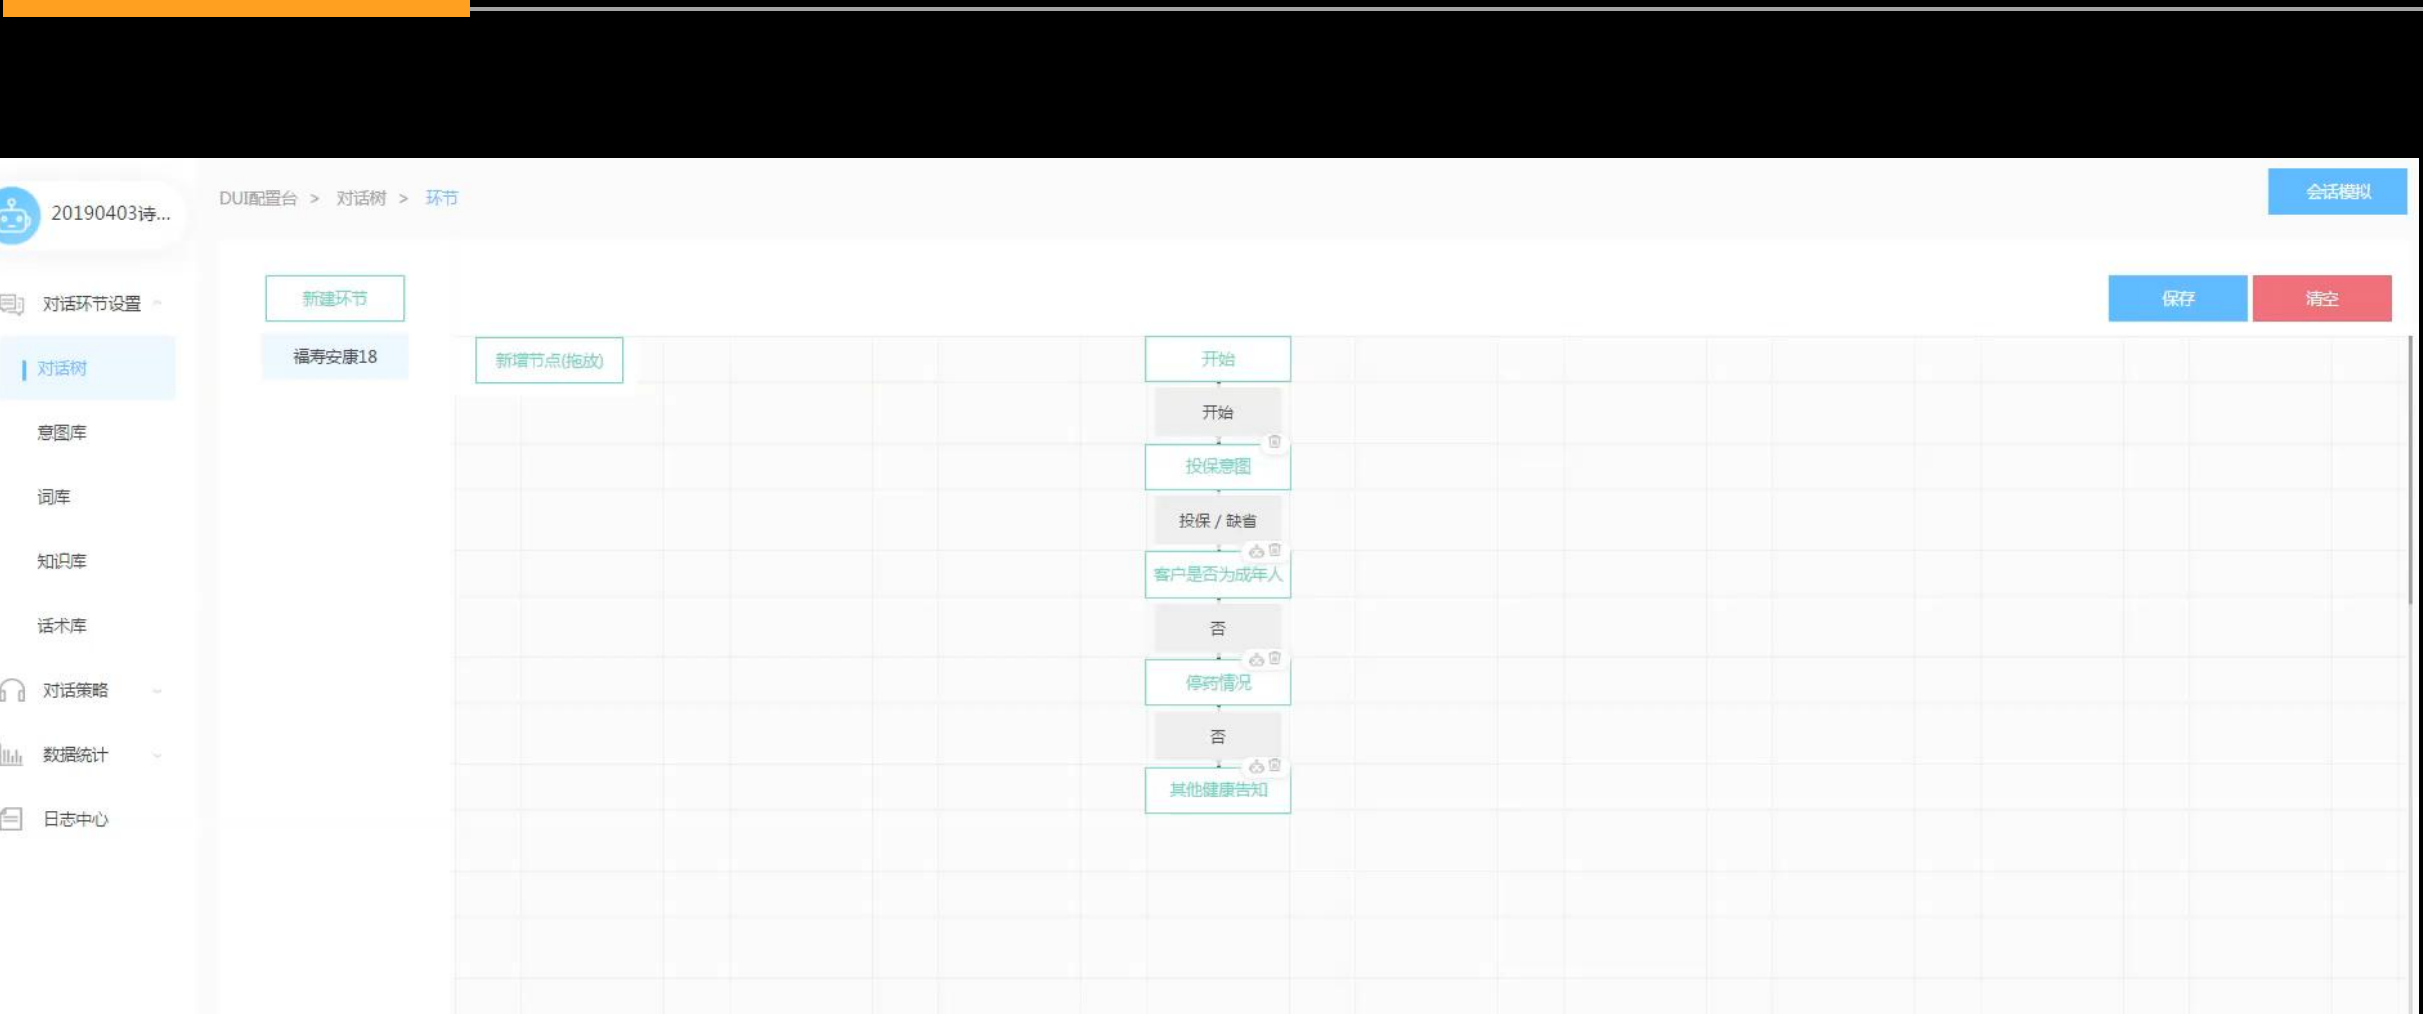 20190403诗...
DUI配置台 > 对话树 > 环节
会话模拟
对话环节设置
对话树
意图库
词库
知识库
话术库
对话策略
数据统计
日志中心
新建环节
福寿安康18
保存
清空
新增节点(拖放)
开始
开始
投保意图
投保 / 缺省
客户是否为成年人
否
停药情况
否
其他健康告知